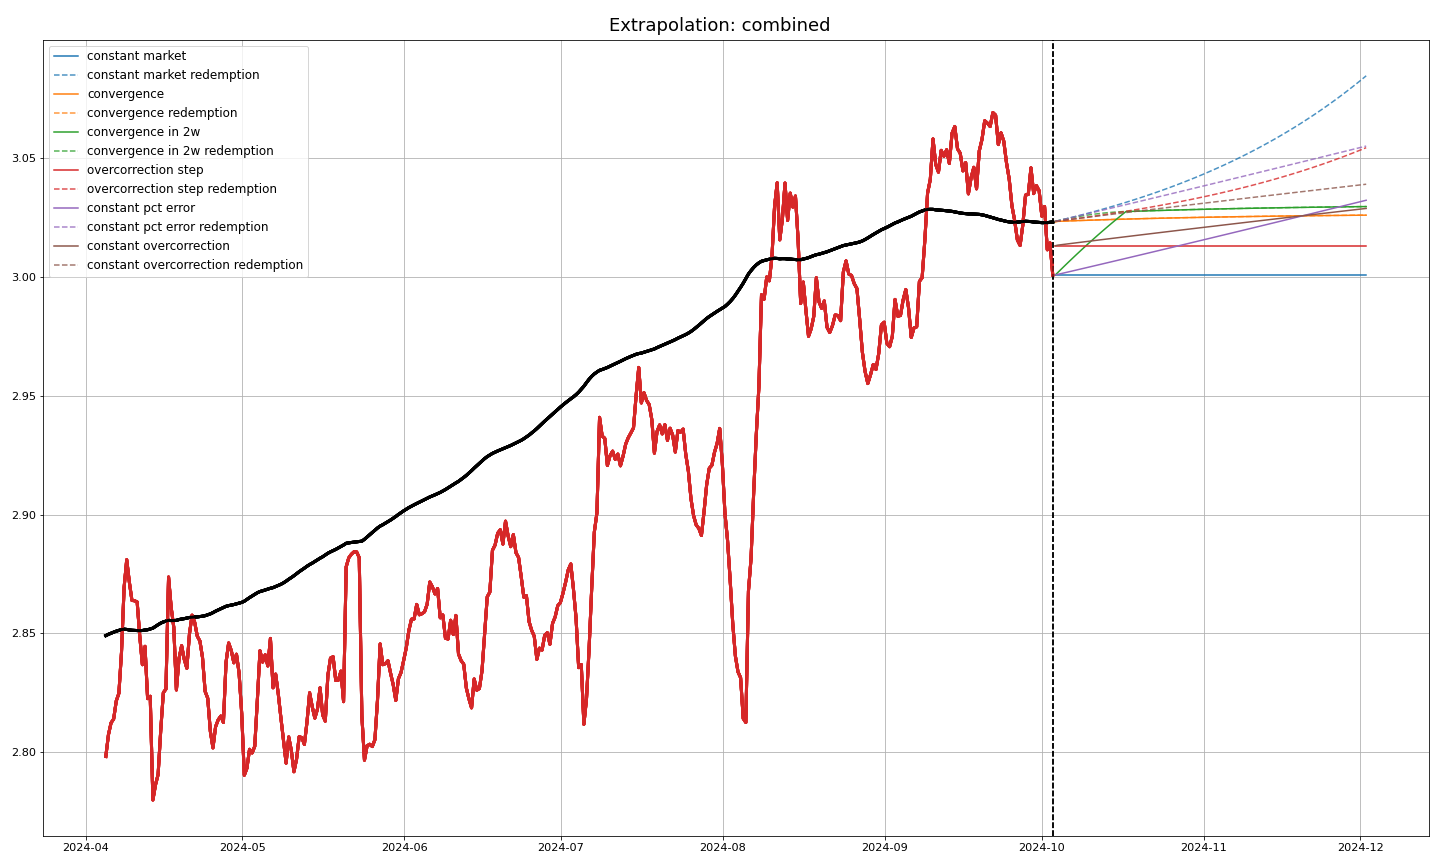 Extrapolation: combined
constant market
constant market redemption
convergence
convergence redemption
convergence in 2w
convergence in 2w redemption
overcorrection step
overcorrection step redemption
constant pct error
constant pct error redemption
constant overcorrection
constant overcorrection redemption
3.05
3.00
2.95
2.90
2.85
2.80
2024-04 2024-05 2024-06 2024-07 2024-08 2024-09 2024-10 2024-11 2024-12